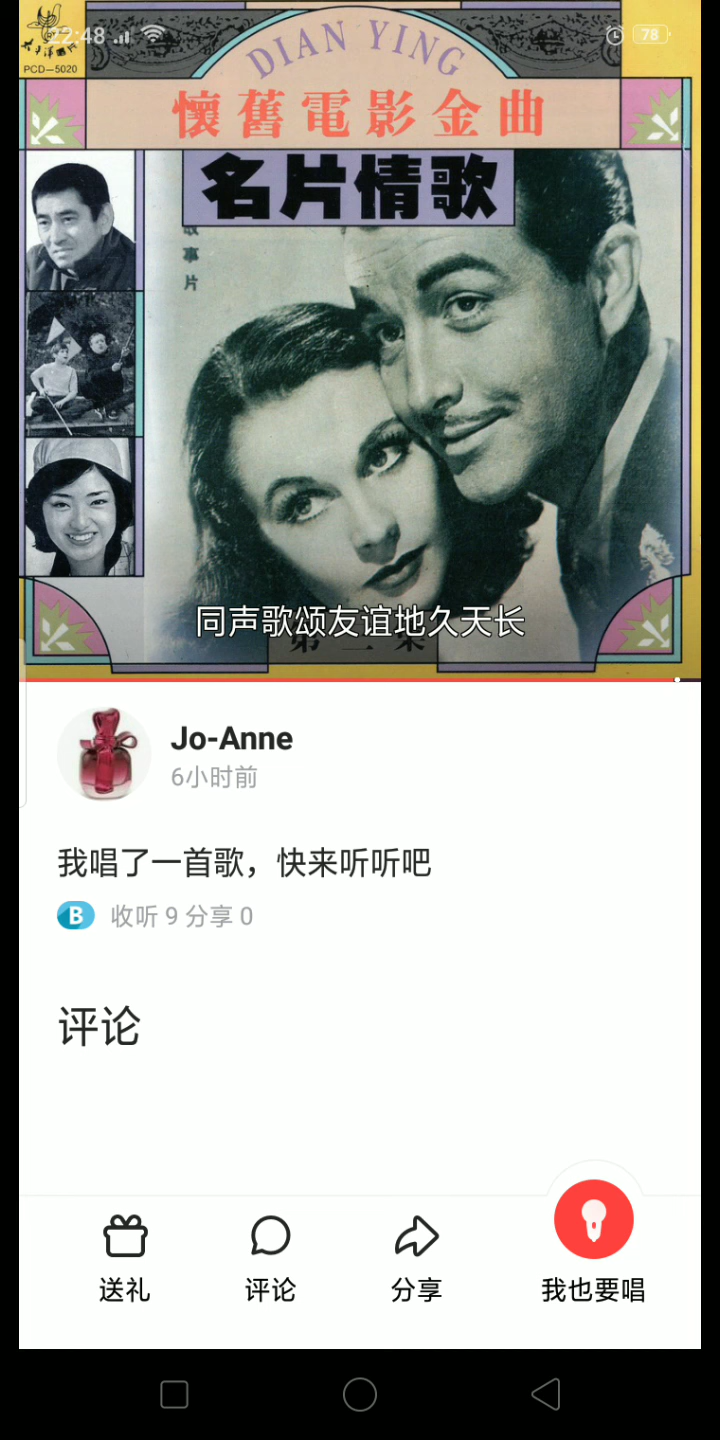 22:48
78
PCD—5020
DIAN YING
懷舊電影金曲
名片情歌
故事片
同声歌颂友谊地久天长
第二集
Jo-Anne
6小时前
我唱了一首歌，快来听听吧
B 收听 9 分享 0
评论
送礼 评论 分享 我也要唱